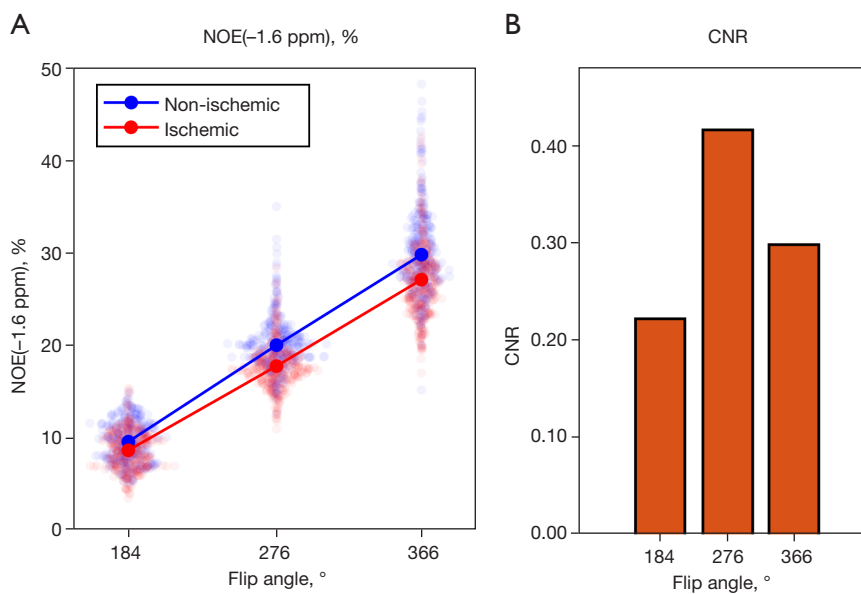 A
NOE(–1.6 ppm), %
50
40
30
20
10
0
NOE(–1.6 ppm), %
Non-ischemic
Ischemic
184
276
366
Flip angle, °
B
CNR
0.40
0.30
0.20
0.10
0.00
CNR
184
276
366
Flip angle, °